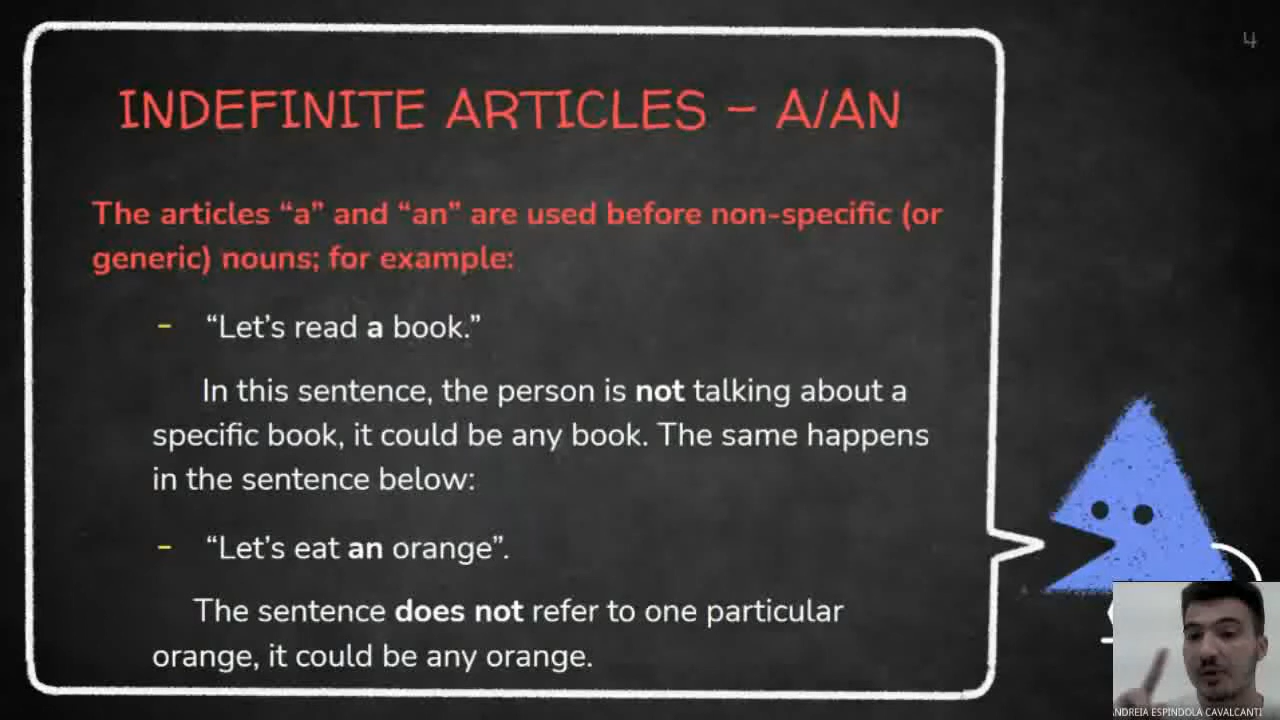 4
INDEFINITE ARTICLES – A/AN
The articles “a” and “an” are used before non-specific (or
generic) nouns; for example:
- “Let’s read a book.”
In this sentence, the person is not talking about a
specific book, it could be any book. The same happens
in the sentence below:
- “Let’s eat an orange”.
The sentence does not refer to one particular
orange, it could be any orange.
ANDREIA ESPINDOLA CAVALCANTI